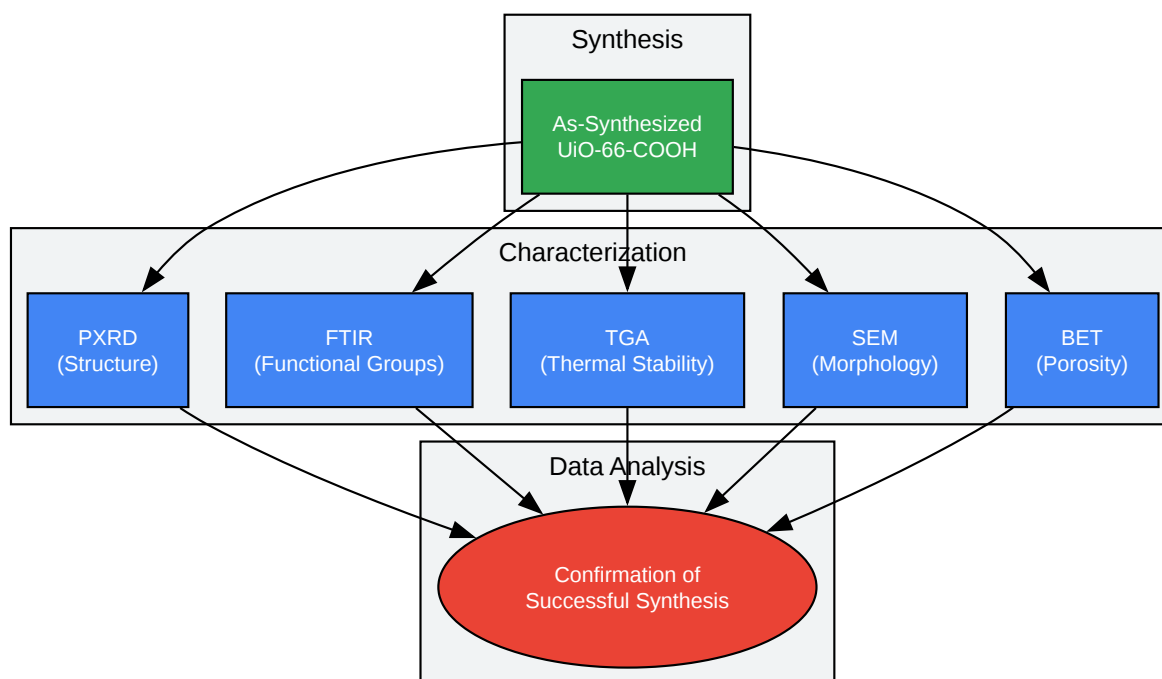 Synthesis
As-Synthesized
UiO-66-COOH
Characterization
PXRD
(Structure)
FTIR
(Functional Groups)
TGA
(Thermal Stability)
SEM
(Morphology)
BET
(Porosity)
Data Analysis
Confirmation of
Successful Synthesis